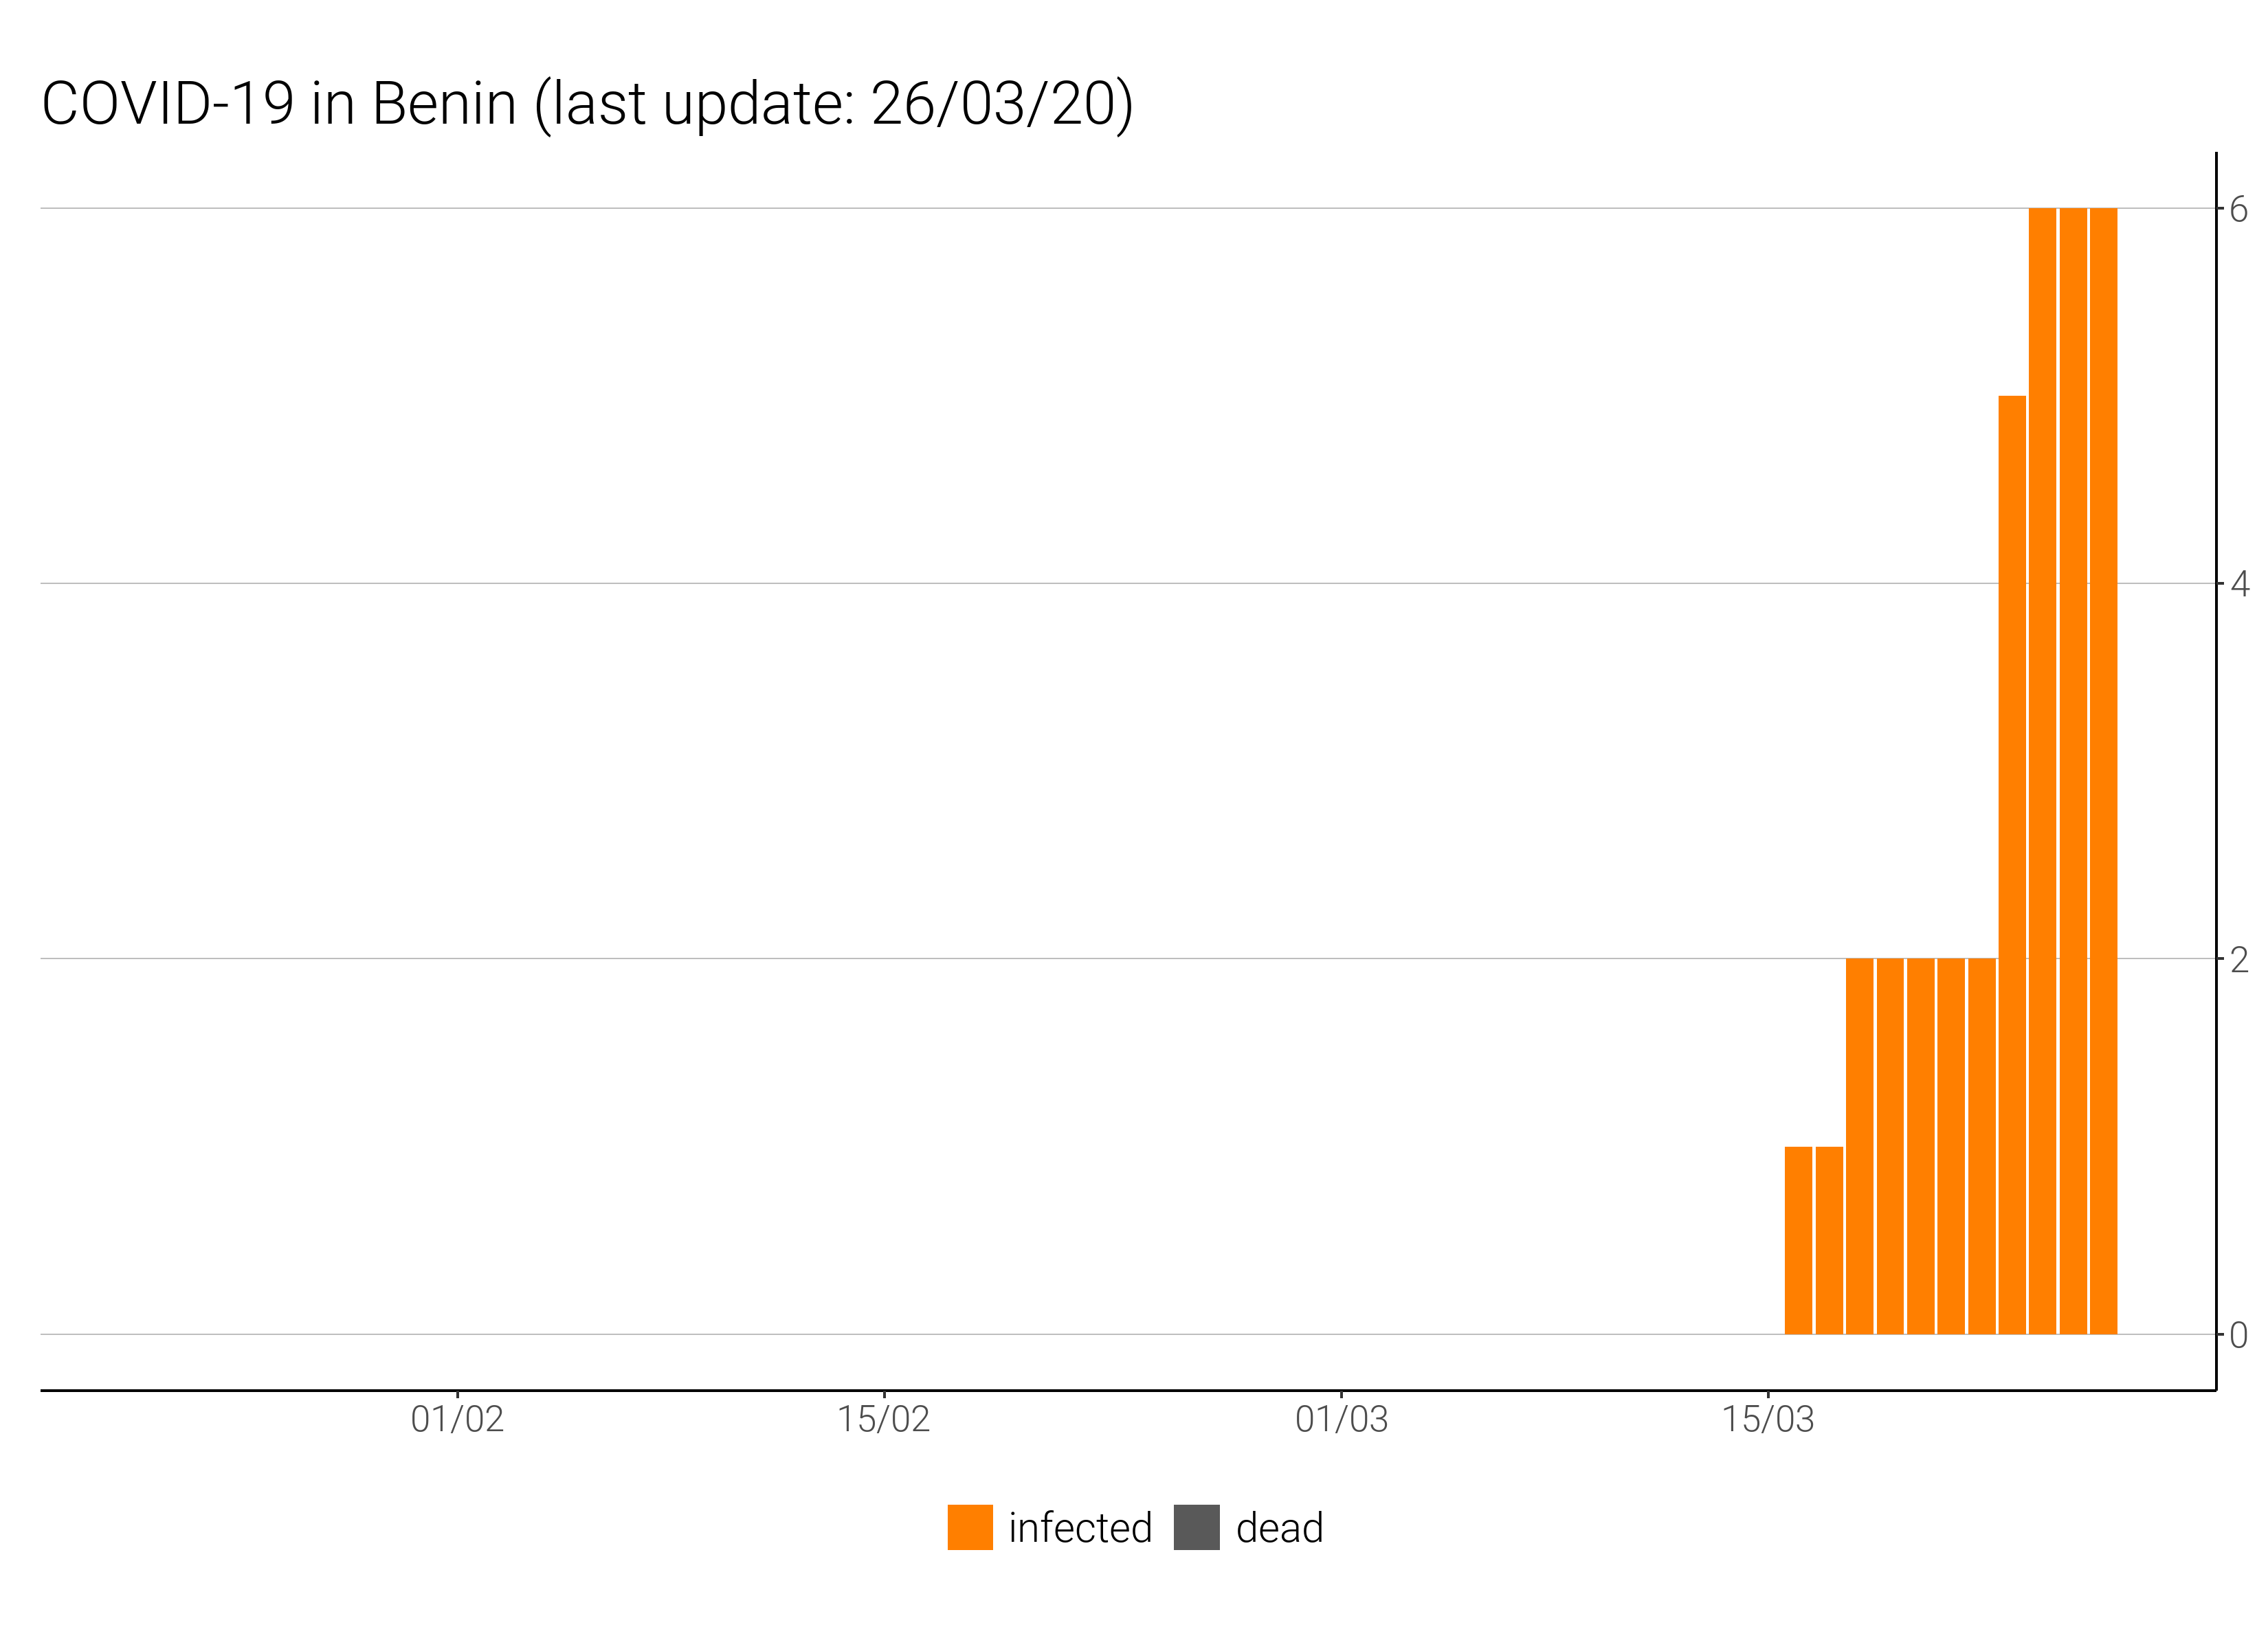 COVID-19 in Benin (last update: 26/03/20)
6
4
2
0
01/02 15/02 01/03 15/03
infected dead